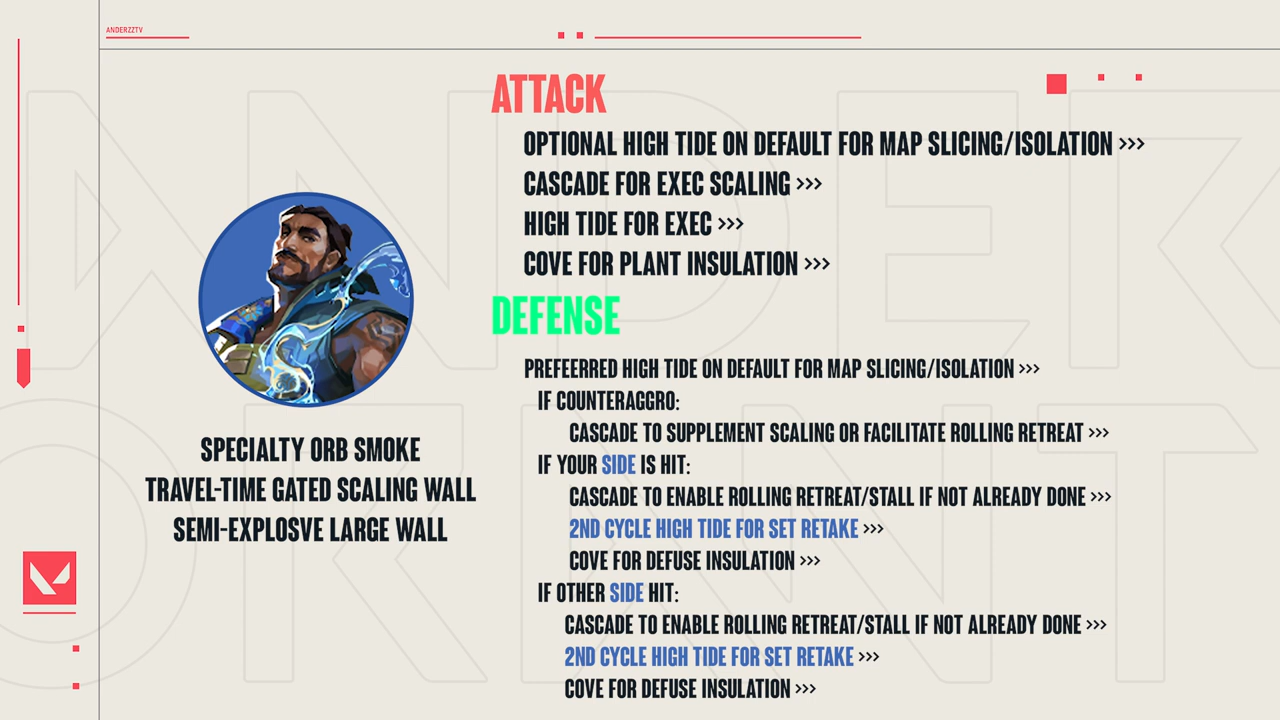 ANDERZZTV
ATTACK
OPTIONAL HIGH TIDE ON DEFAULT FOR MAP SLICING/ISOLATION >>>
CASCADE FOR EXEC SCALING >>>
HIGH TIDE FOR EXEC >>>
COVE FOR PLANT INSULATION >>>
SPECIALTY ORB SMOKE
TRAVEL-TIME GATED SCALING WALL
SEMI-EXPLOSVE LARGE WALL
DEFENSE
PREFEERRED HIGH TIDE ON DEFAULT FOR MAP SLICING/ISOLATION >>>
IF COUNTERAGGRO:
CASCADE TO SUPPLEMENT SCALING OR FACILITATE ROLLING RETREAT >>>
IF YOUR SIDE IS HIT:
CASCADE TO ENABLE ROLLING RETREAT/STALL IF NOT ALREADY DONE >>>
2ND CYCLE HIGH TIDE FOR SET RETAKE >>>
COVE FOR DEFUSE INSULATION >>>
IF OTHER SIDE HIT:
CASCADE TO ENABLE ROLLING RETREAT/STALL IF NOT ALREADY DONE >>>
2ND CYCLE HIGH TIDE FOR SET RETAKE >>>
COVE FOR DEFUSE INSULATION >>>